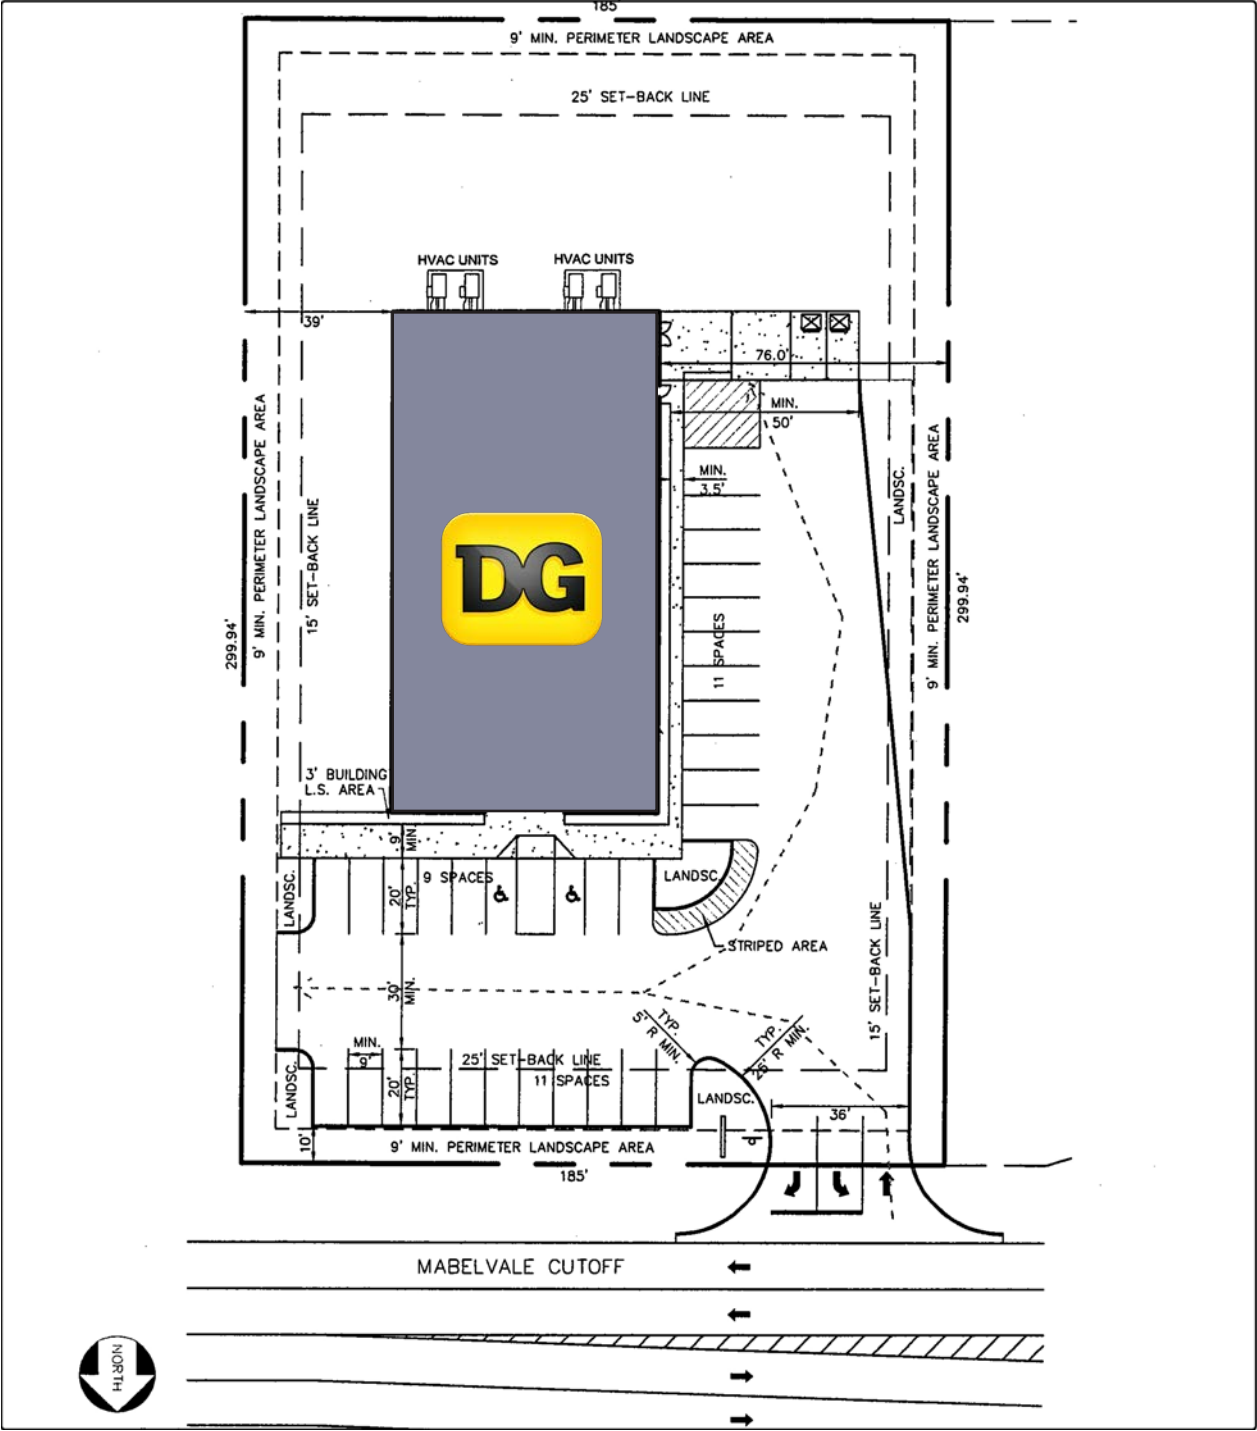 185'
9' MIN. PERIMETER LANDSCAPE AREA
25' SET-BACK LINE
HVAC UNITS
HVAC UNITS
39'
76.0'
MIN.
50'
MIN.
3.5'
9' MIN. PERIMETER LANDSCAPE AREA
15' SET-BACK LINE
299.94'
LANDSC.
9' MIN. PERIMETER LANDSCAPE AREA
299.94'
DG
11 SPACES
3' BUILDING
L.S. AREA
9'
MIN.
LANDSC.
20'
TYP.
9 SPACES
LANDSC.
STRIPED AREA
15' SET-BACK LINE
30'
MIN.
TYP.
5' R MIN.
TYP.
25' R MIN.
MIN.
9'
25' SET-BACK LINE
11 SPACES
20'
TYP.
LANDSC.
LANDSC.
36'
10'
9' MIN. PERIMETER LANDSCAPE AREA
185'
MABELVALE CUTOFF
NORTH